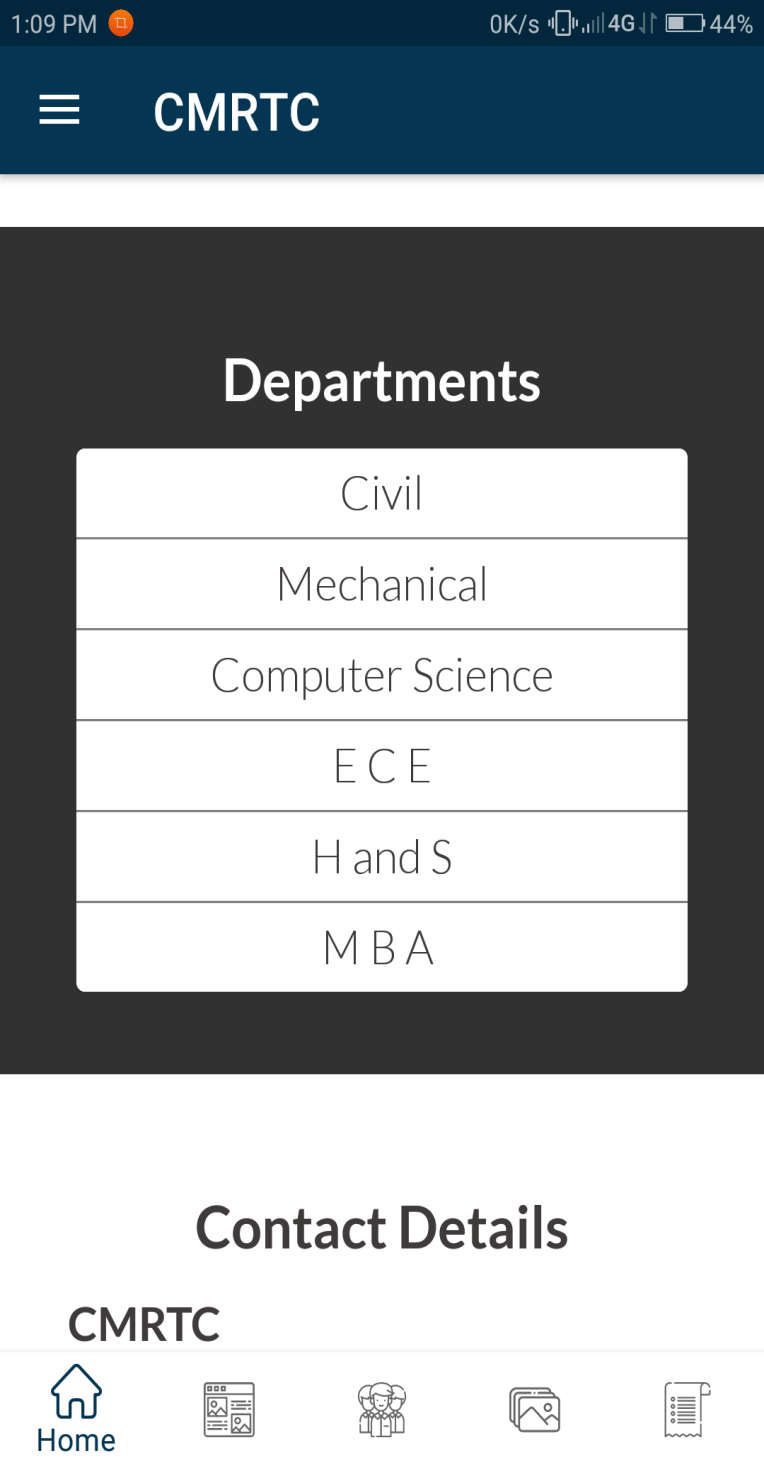 1:09 PM 0K/s 4G 44%
CMRTC
Departments
Civil
Mechanical
Computer Science
E C E
H and S
M B A
Contact Details
CMRTC
Home